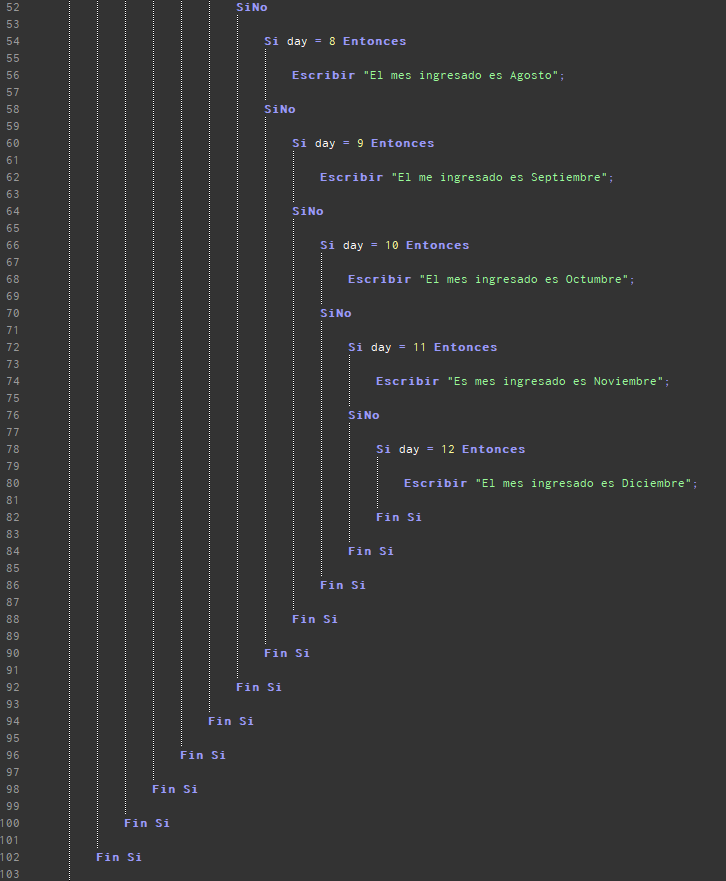 52 SiNo
53
54 Si day = 8 Entonces
55
56 Escribir "El mes ingresado es Agosto";
57
58 SiNo
59
60 Si day = 9 Entonces
61
62 Escribir "El me ingresado es Septiembre";
63
64 SiNo
65
66 Si day = 10 Entonces
67
68 Escribir "El mes ingresado es Octumbre";
69
70 SiNo
71
72 Si day = 11 Entonces
73
74 Escribir "Es mes ingresado es Noviembre";
75
76 SiNo
77
78 Si day = 12 Entonces
79
80 Escribir "El mes ingresado es Diciembre";
81
82 Fin Si
83
84 Fin Si
85
86 Fin Si
87
88 Fin Si
89
90 Fin Si
91
92 Fin Si
93
94 Fin Si
95
96 Fin Si
97
98 Fin Si
99
100 Fin Si
101
102 Fin Si
103